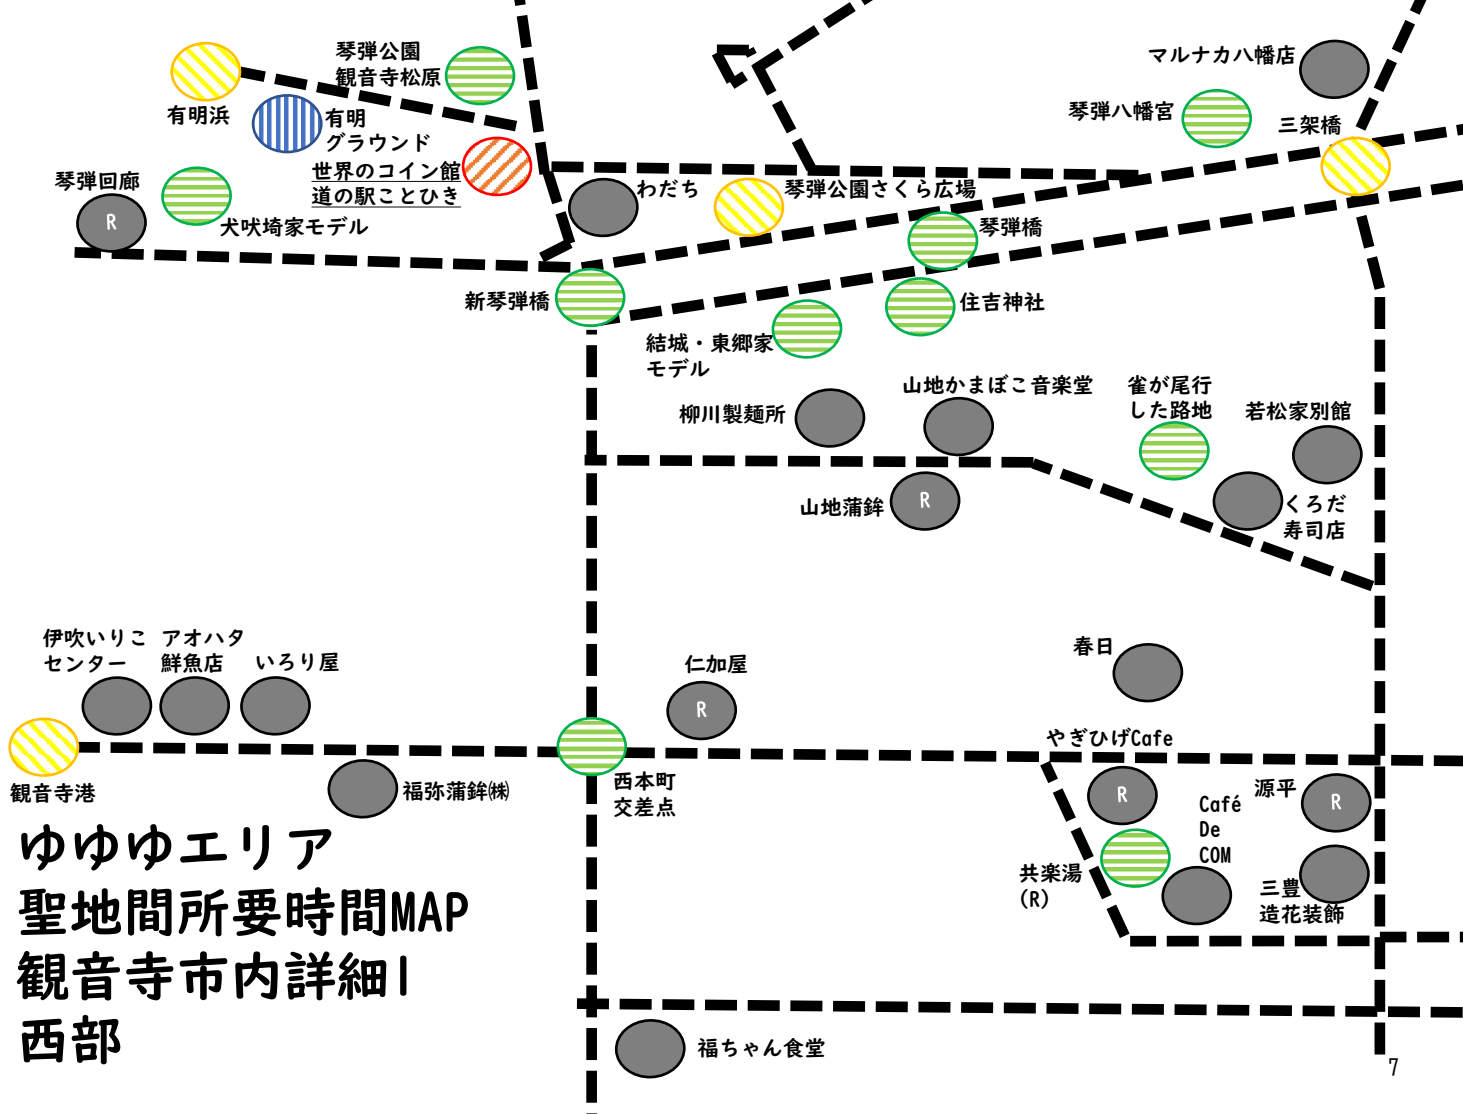 琴弾公園
観音寺松原
マルナカ八幡店
有明浜
有明
グラウンド
琴弾八幡宮
三架橋
世界のコイン館
道の駅ことひき
琴弾回廊
R
犬吠埼家モデル
わだち
琴弾公園さくら広場
琴弾橋
新琴弾橋
住吉神社
結城・東郷家
モデル
柳川製麺所
山地かまぼこ音楽堂
雀が尾行
した路地
若松家別館
山地蒲鉾
R
くろだ
寿司店
伊吹いりこ
センター
アオハタ
鮮魚店
いろり屋
仁加屋
R
春日
観音寺港
福弥蒲鉾㈱
西本町
交差点
やぎひげCafe
R
Café
De
COM
源平
R
共楽湯
(R)
三豊
造花装飾
ゆゆゆエリア
聖地間所要時間MAP
観音寺市内詳細1
西部
福ちゃん食堂
7